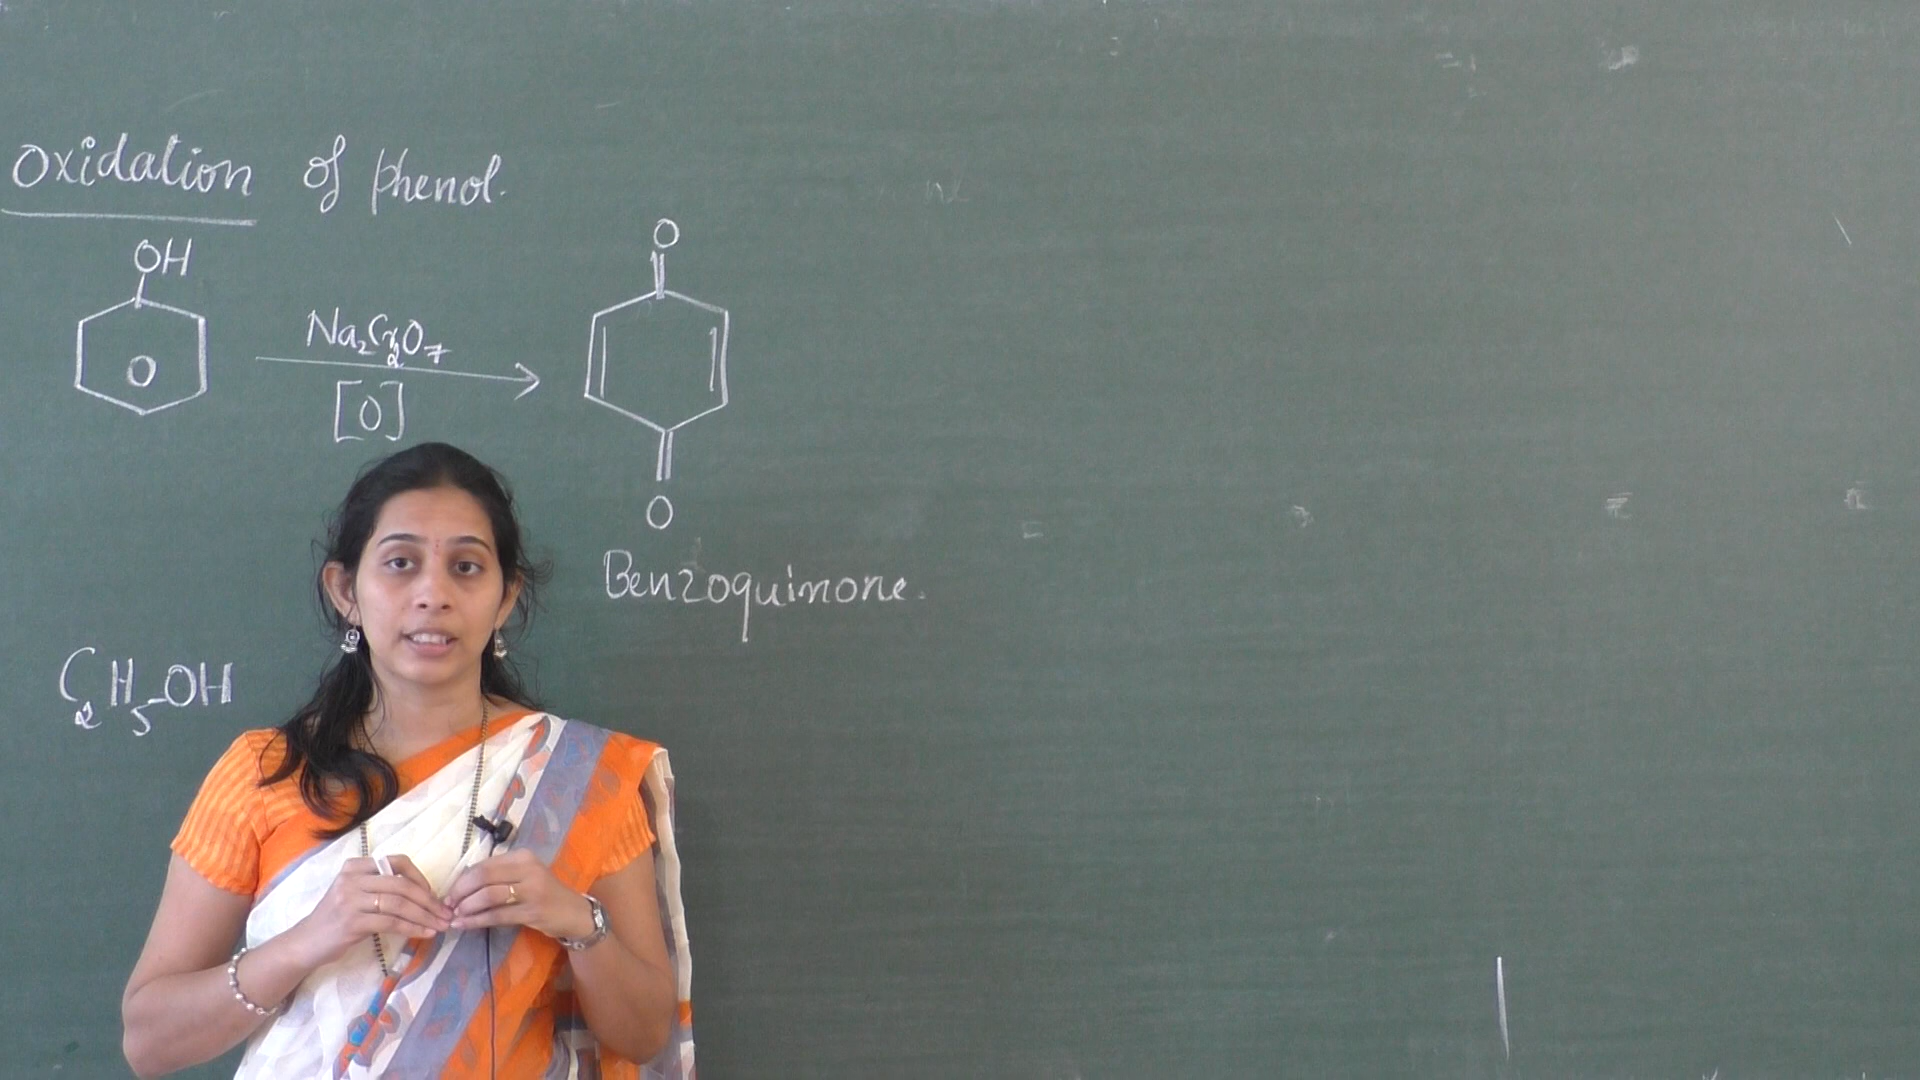 Oxidation of phenol.
OH
O
Na₂Cr₂O₇
[O]
O
O
Benzoquinone.
C₂H₅OH